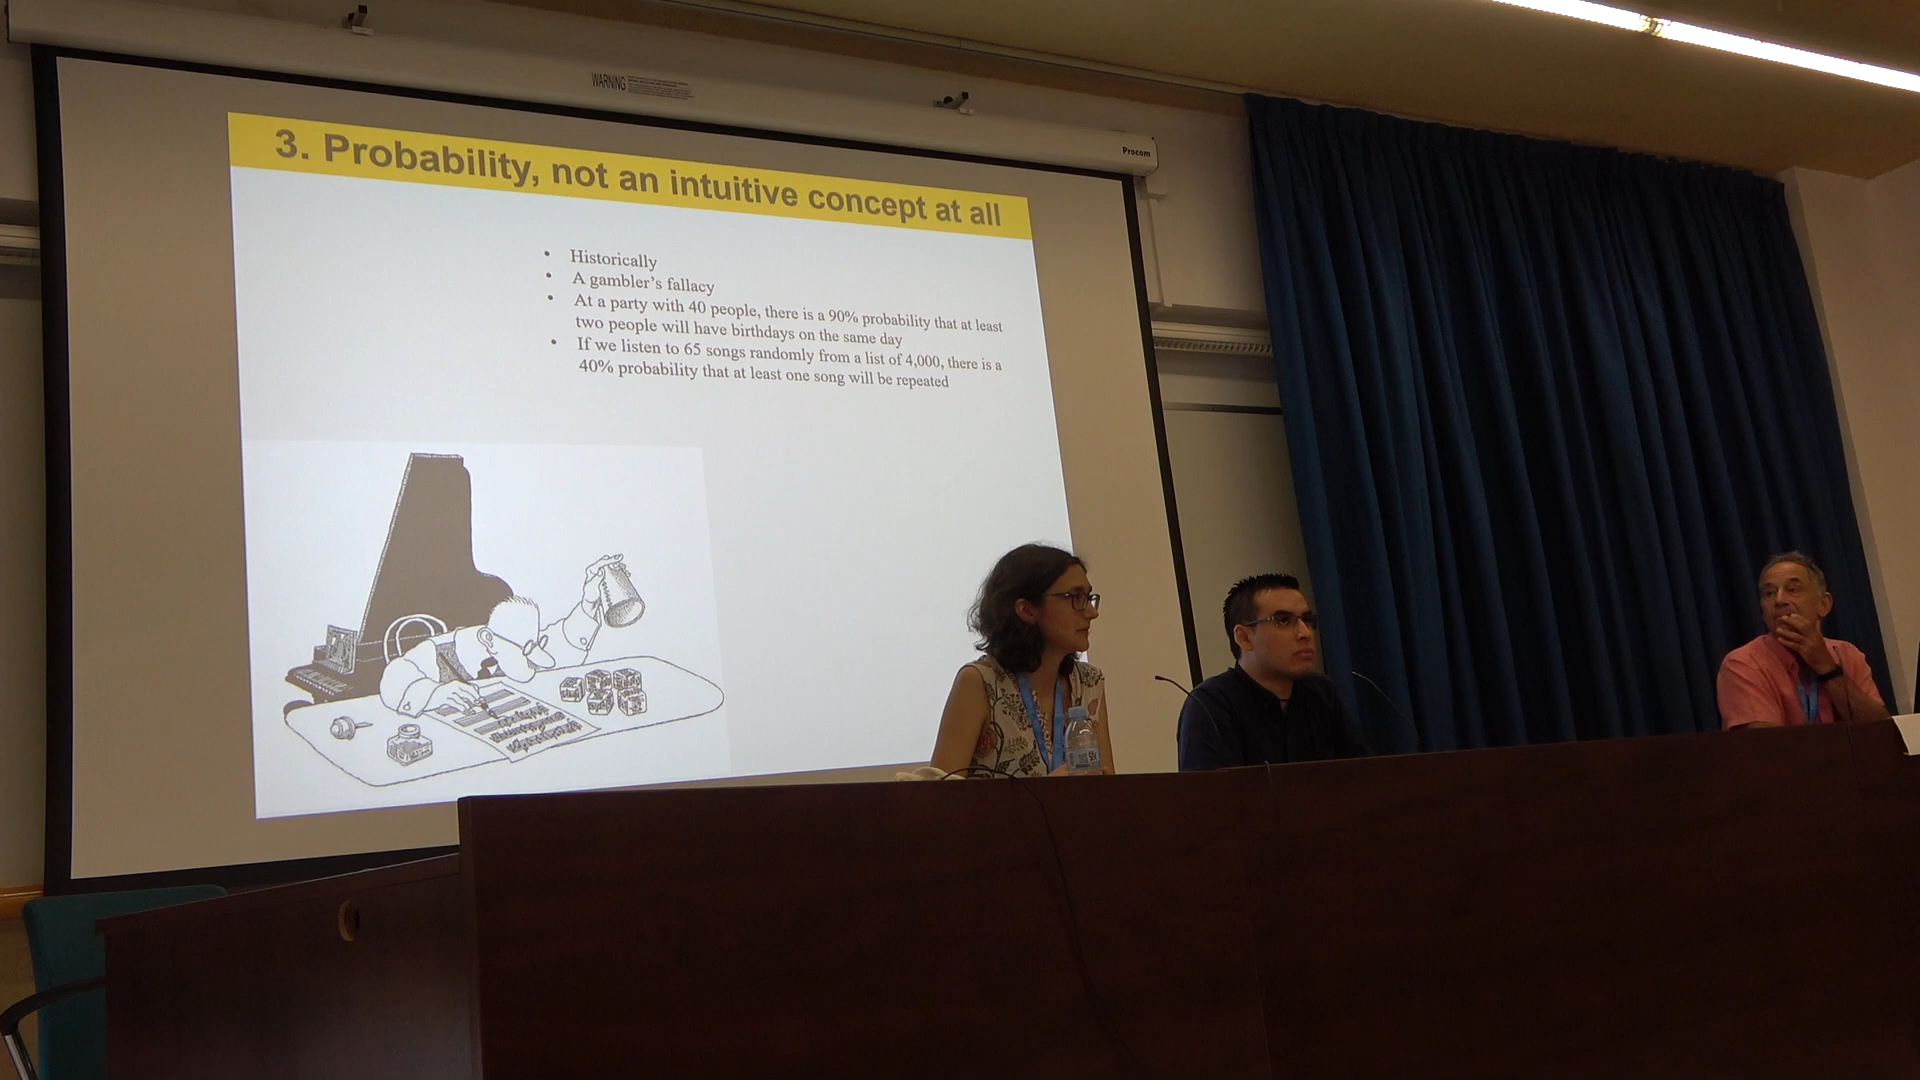 WARNING
Procom
3. Probability, not an intuitive concept at all
• Historically
• A gambler's fallacy
• At a party with 40 people, there is a 90% probability that at least
two people will have birthdays on the same day
• If we listen to 65 songs randomly from a list of 4,000, there is a
40% probability that at least one song will be repeated